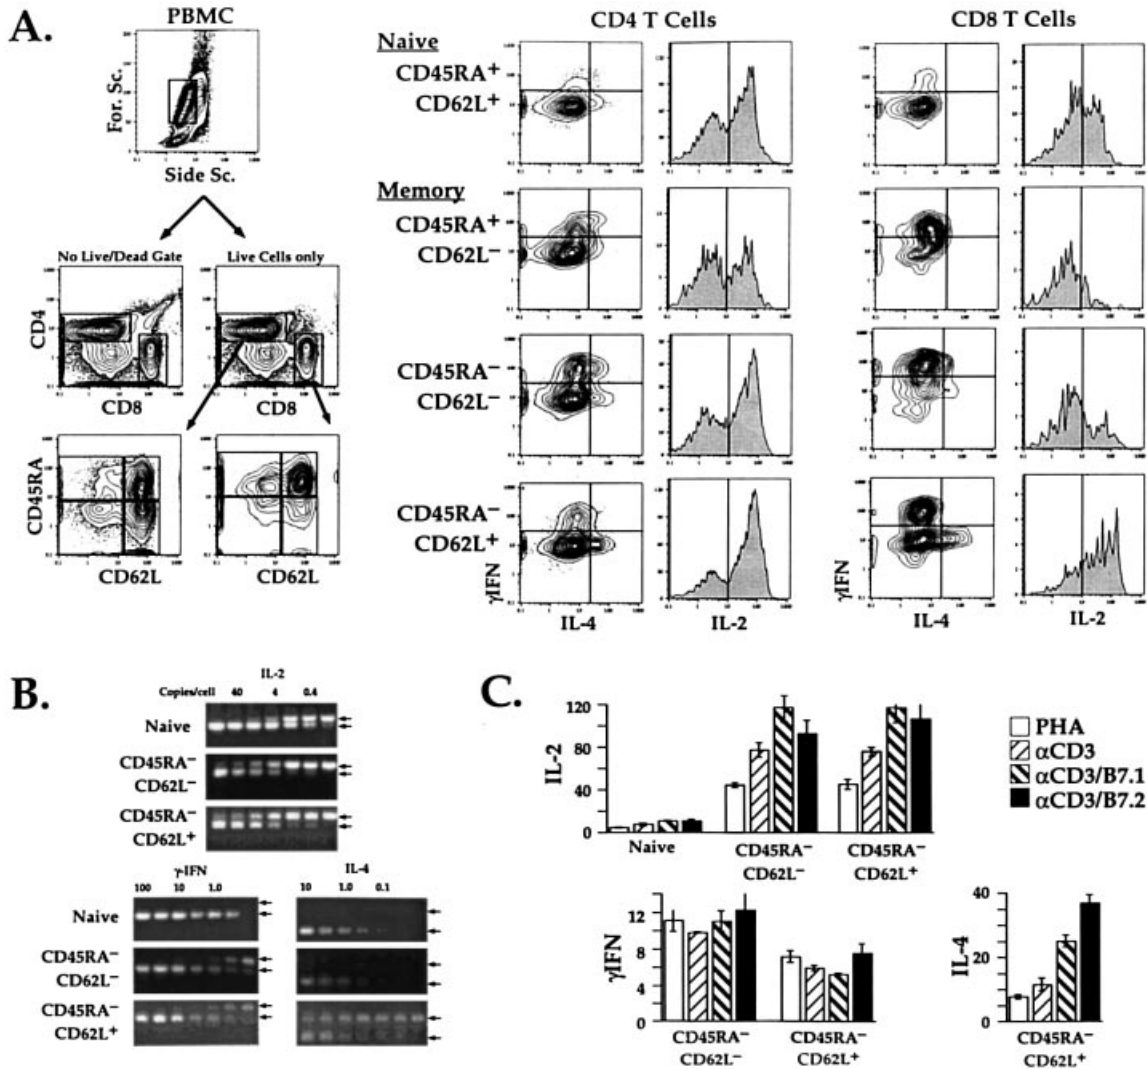 A.
PBMC
For. Sc.
Side Sc.
No Live/Dead Gate
Live Cells only
CD4
CD8
CD8
CD45RA
CD62L
CD62L
CD4 T Cells
CD8 T Cells
Naive
CD45RA+
CD62L+
Memory
CD45RA+
CD62L−
CD45RA−
CD62L−
CD45RA−
CD62L+
γIFN
IL-4
IL-2
γIFN
IL-4
IL-2
B.
IL-2
Copies/cell 40 4 0.4
Naive
CD45RA−
CD62L−
CD45RA−
CD62L+
γ-IFN
100 10 1.0
IL-4
10 1.0 0.1
Naive
CD45RA−
CD62L−
CD45RA−
CD62L+
C.
IL-2
120
80
40
0
Naive
CD45RA−
CD62L−
CD45RA−
CD62L+
PHA
αCD3
αCD3/B7.1
αCD3/B7.2
γIFN
12
8
4
0
CD45RA−
CD62L−
CD45RA−
CD62L+
IL-4
40
20
0
CD45RA−
CD62L+